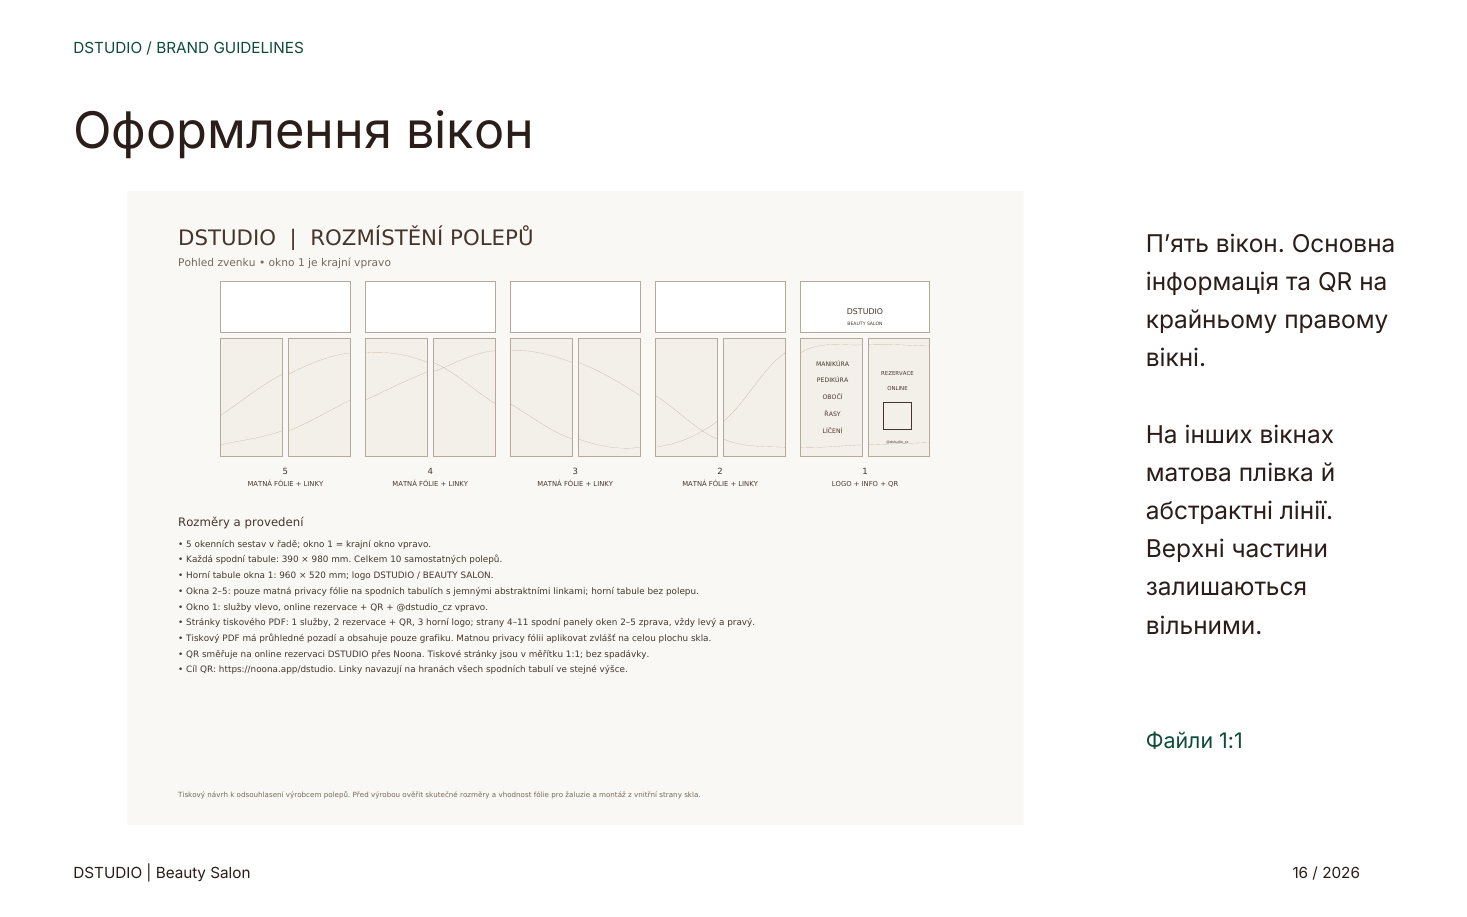 DSTUDIO / BRAND GUIDELINES
Оформлення вікон
DSTUDIO | ROZMÍSTĚNÍ POLEPŮ
Pohled zvenku • okno 1 je krajní vpravo
DSTUDIO
BEAUTY SALON
MANIKÚRA
PEDIKÚRA
OBOČÍ
ŘASY
LÍČENÍ
REZERVACE
ONLINE
@dstudio_cz
5
MATNÁ FÓLIE + LINKY
4
MATNÁ FÓLIE + LINKY
3
MATNÁ FÓLIE + LINKY
2
MATNÁ FÓLIE + LINKY
1
LOGO + INFO + QR
Rozměry a provedení
• 5 okenních sestav v řadě; okno 1 = krajní okno vpravo.
• Každá spodní tabule: 390 × 980 mm. Celkem 10 samostatných polepů.
• Horní tabule okna 1: 960 × 520 mm; logo DSTUDIO / BEAUTY SALON.
• Okna 2–5: pouze matná privacy fólie na spodních tabulích s jemnými abstraktními linkami; horní tabule bez polepu.
• Okno 1: služby vlevo, online rezervace + QR + @dstudio_cz vpravo.
• Stránky tiskového PDF: 1 služby, 2 rezervace + QR, 3 horní logo; strany 4–11 spodní panely oken 2–5 zprava, vždy levý a pravý.
• Tiskový PDF má průhledné pozadí a obsahuje pouze grafiku. Matnou privacy fólii aplikovat zvlášť na celou plochu skla.
• QR směřuje na online rezervaci DSTUDIO přes Noona. Tiskové stránky jsou v měřítku 1:1; bez spadávky.
• Cíl QR: https://noona.app/dstudio. Linky navazují na hranách všech spodních tabulí ve stejné výšce.
Tiskový návrh k odsouhlasení výrobcem polepů. Před výrobou ověřit skutečné rozměry a vhodnost fólie pro žaluzie a montáž z vnitřní strany skla.
П’ять вікон. Основна
інформація та QR на
крайньому правому
вікні.
На інших вікнах
матова плівка й
абстрактні лінії.
Верхні частини
залишаються
вільними.
Файли 1:1
DSTUDIO | Beauty Salon
16 / 2026